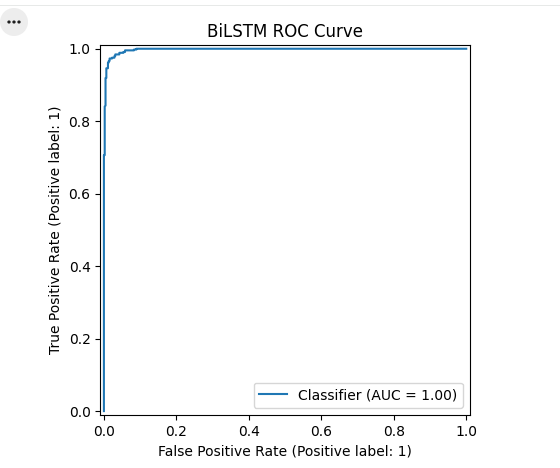 BiLSTM ROC Curve
1.0
0.8
0.6
0.4
0.2
0.0
True Positive Rate (Positive label: 1)
Classifier (AUC = 1.00)
0.0 0.2 0.4 0.6 0.8 1.0
False Positive Rate (Positive label: 1)